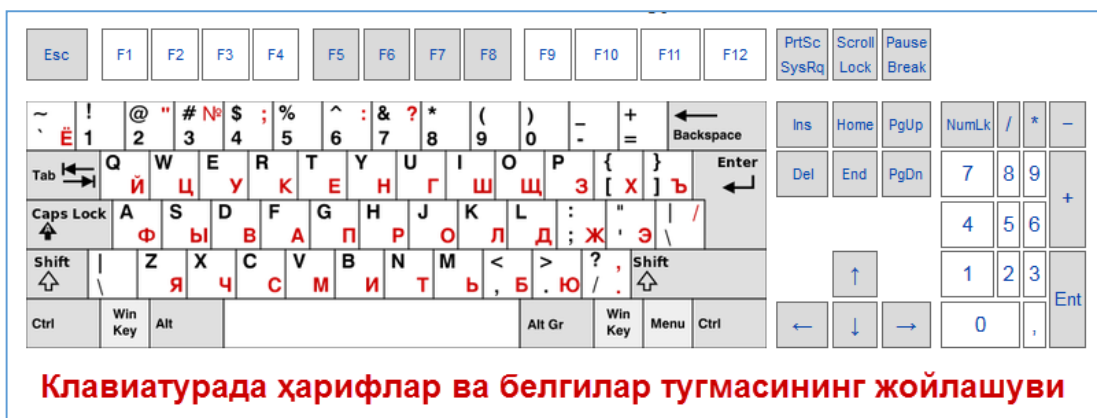 Esc F1 F2 F3 F4 F5 F6 F7 F8 F9 F10 F11 F12 PrtSc SysRq Scroll Lock Pause Break
~ ` Ё ! 1 @ " 2 # № 3 $ ; 4 % 5 ^ : 6 & ? 7 * 8 ( 9 ) 0 _ - + = Backspace Ins Home PgUp NumLk / * –
Tab Q Й W Ц E У R К T Е Y Н U Г I Ш O Щ P З { [ Х } ] Ъ Enter Del End PgDn 7 8 9 +
Caps Lock A Ф S Ы D В F А G П H Р J О K Л L Д : ; Ж " ' Э | / \ 4 5 6
Shift | \ Z Я X Ч C С V М B И N Т M Ь < , Б > . Ю ? , / . Shift ↑ 1 2 3 Ent
Ctrl Win Key Alt Alt Gr Win Key Menu Ctrl ← ↓ → 0 ,
Клавиатурада ҳарифлар ва белгилар тугмасининг жойлашуви